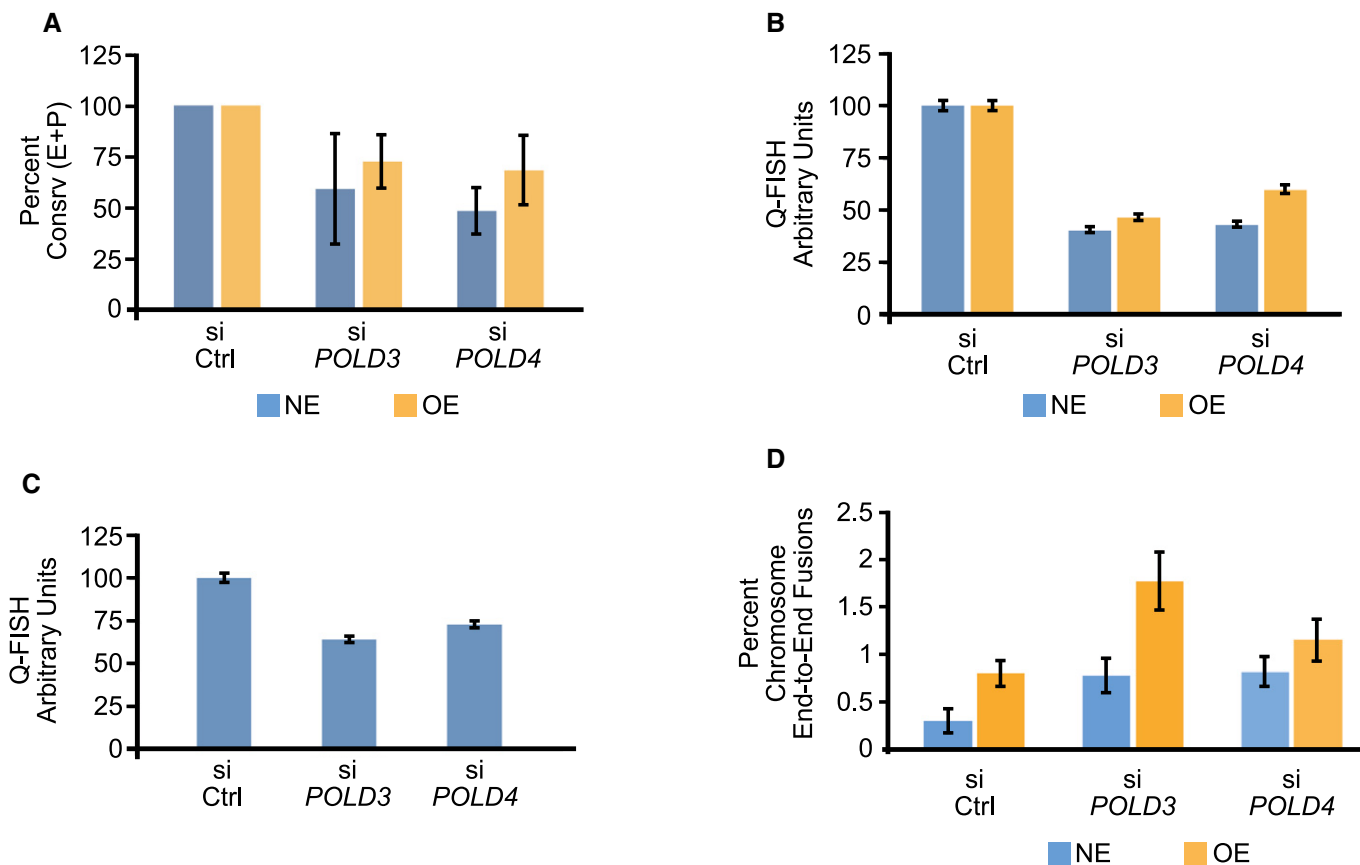 A
Percent
Consrv (E+P)
125
100
75
50
25
0
si
Ctrl
si
POLD3
si
POLD4
NE
OE
B
Q-FISH
Arbitrary Units
125
100
75
50
25
0
si
Ctrl
si
POLD3
si
POLD4
NE
OE
C
Q-FISH
Arbitrary Units
125
100
75
50
25
0
si
Ctrl
si
POLD3
si
POLD4
D
Percent
Chromosome
End-to-End Fusions
2.5
2
1.5
1
0.5
0
si
Ctrl
si
POLD3
si
POLD4
NE
OE